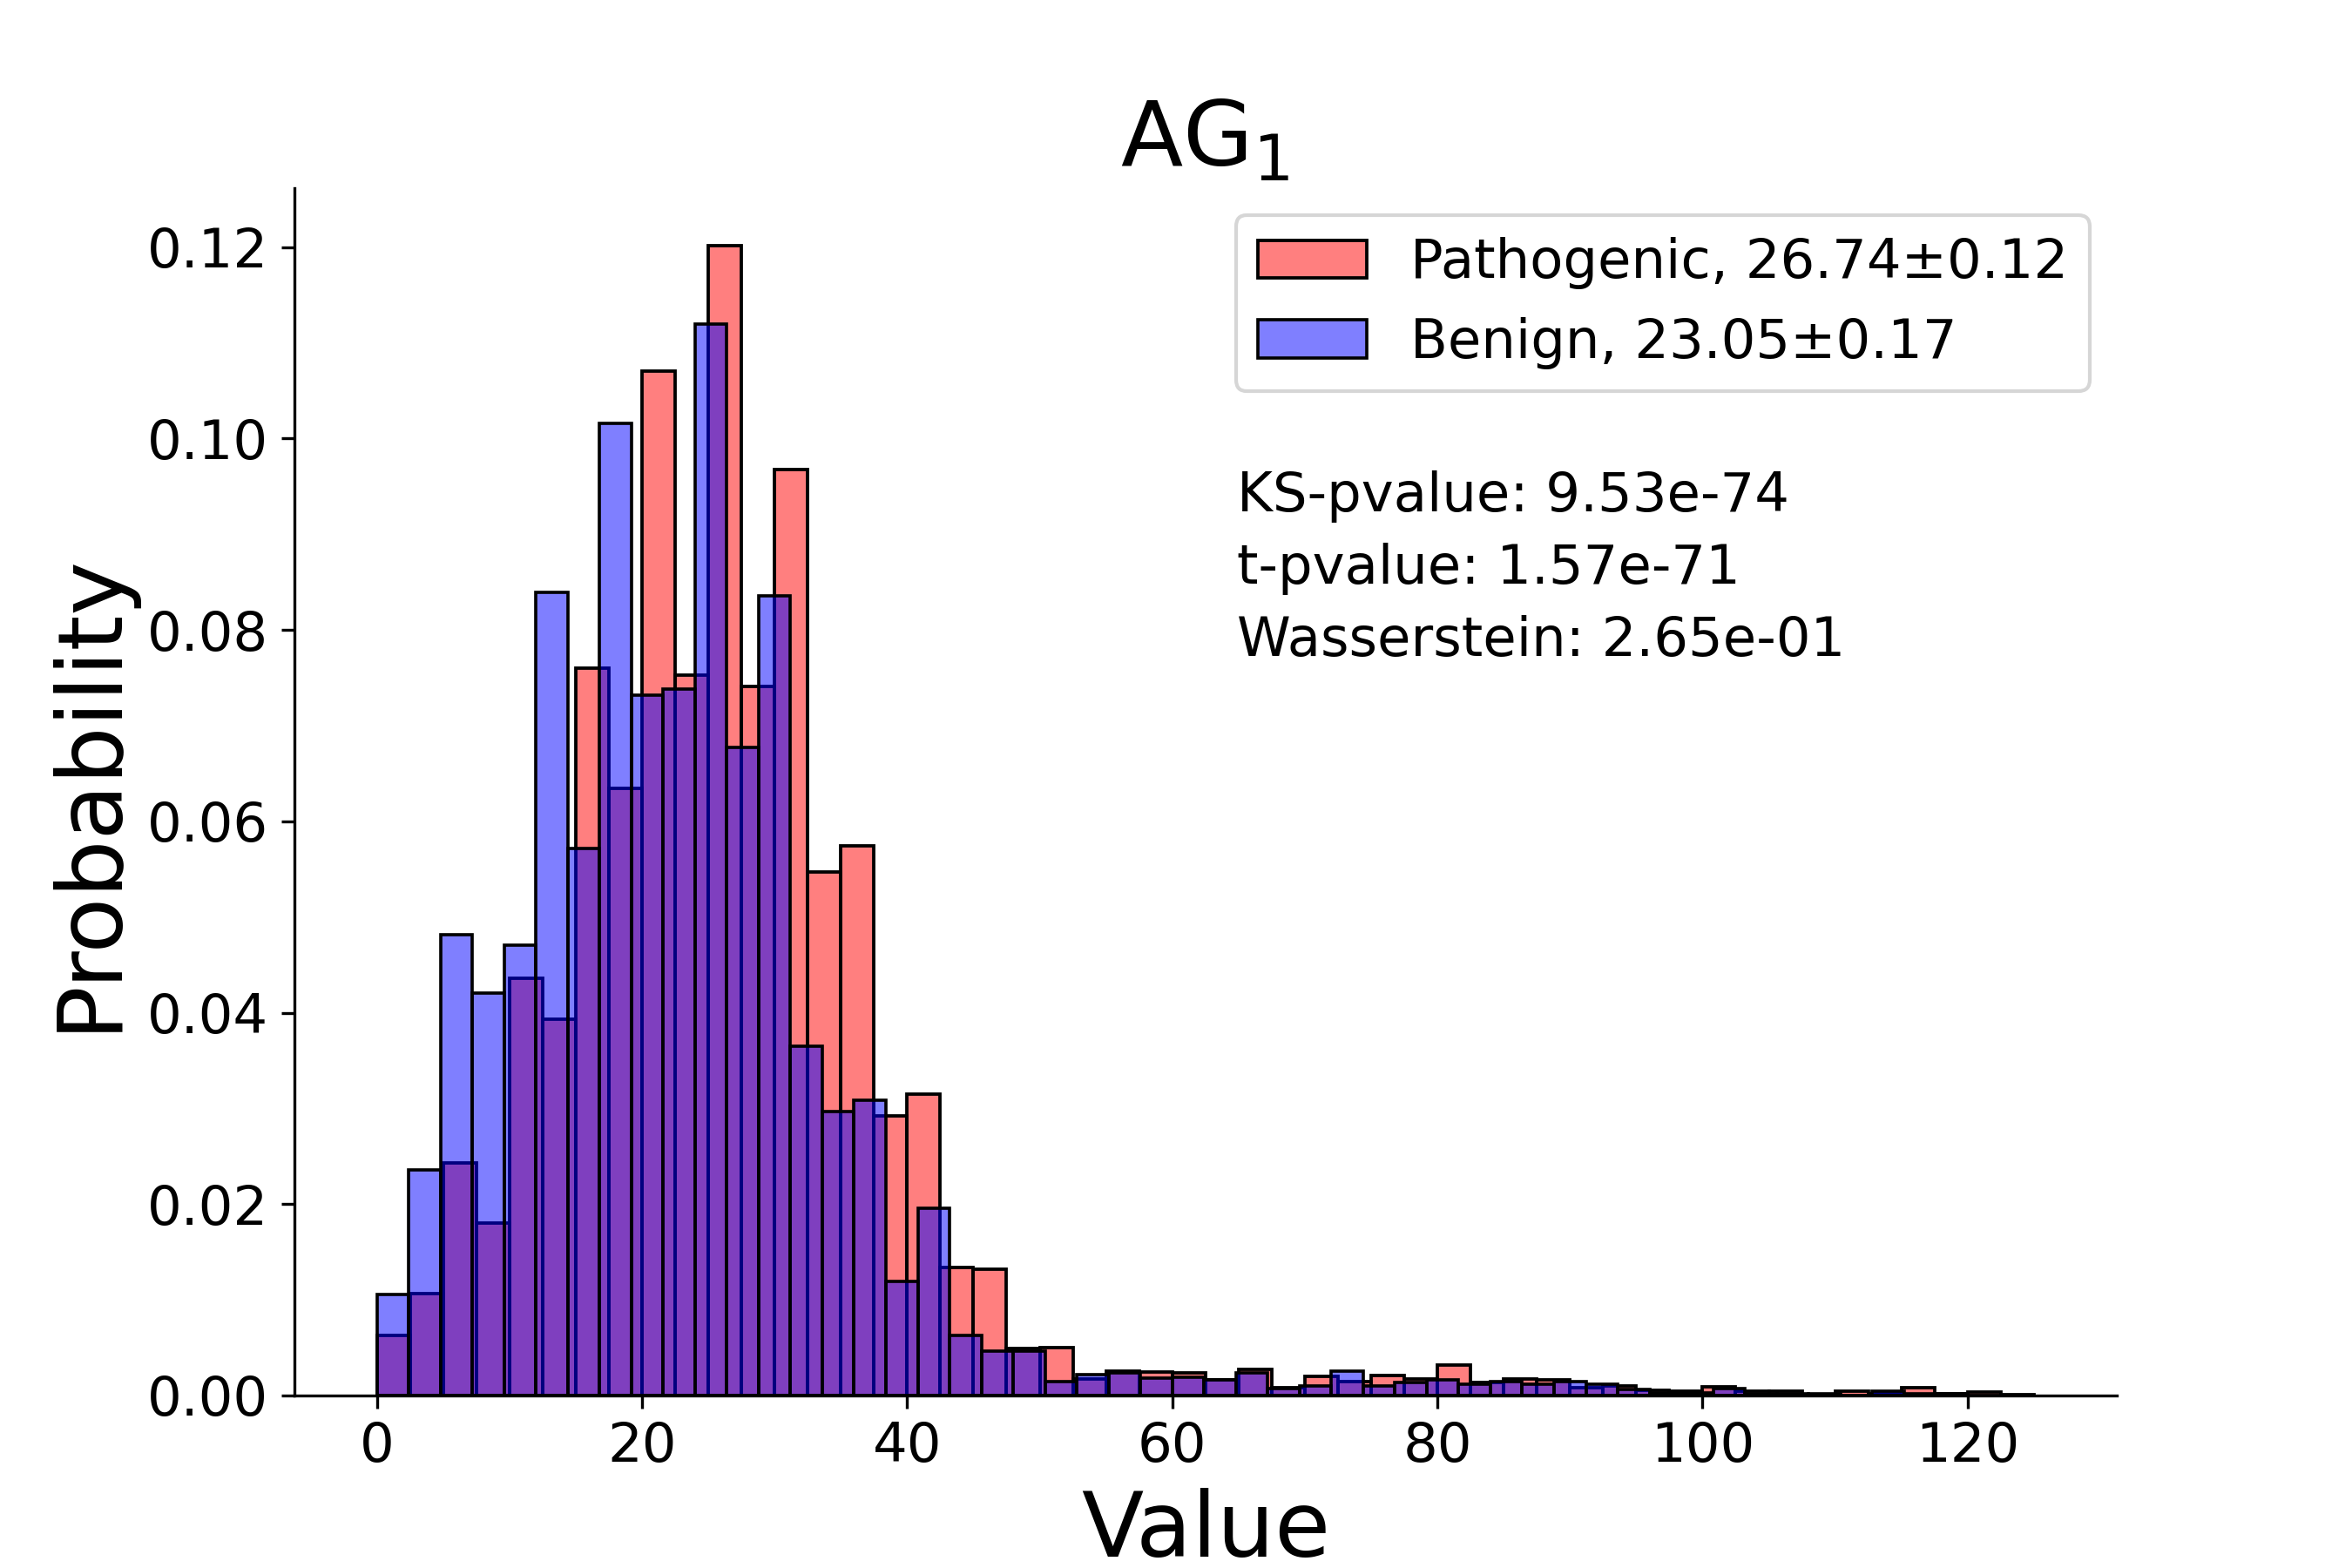 AG₁
Pathogenic, 26.74±0.12
Benign, 23.05±0.17
KS-pvalue: 9.53e-74
t-pvalue: 1.57e-71
Wasserstein: 2.65e-01
Probability
0.12
0.10
0.08
0.06
0.04
0.02
0.00
0 20 40 60 80 100 120
Value